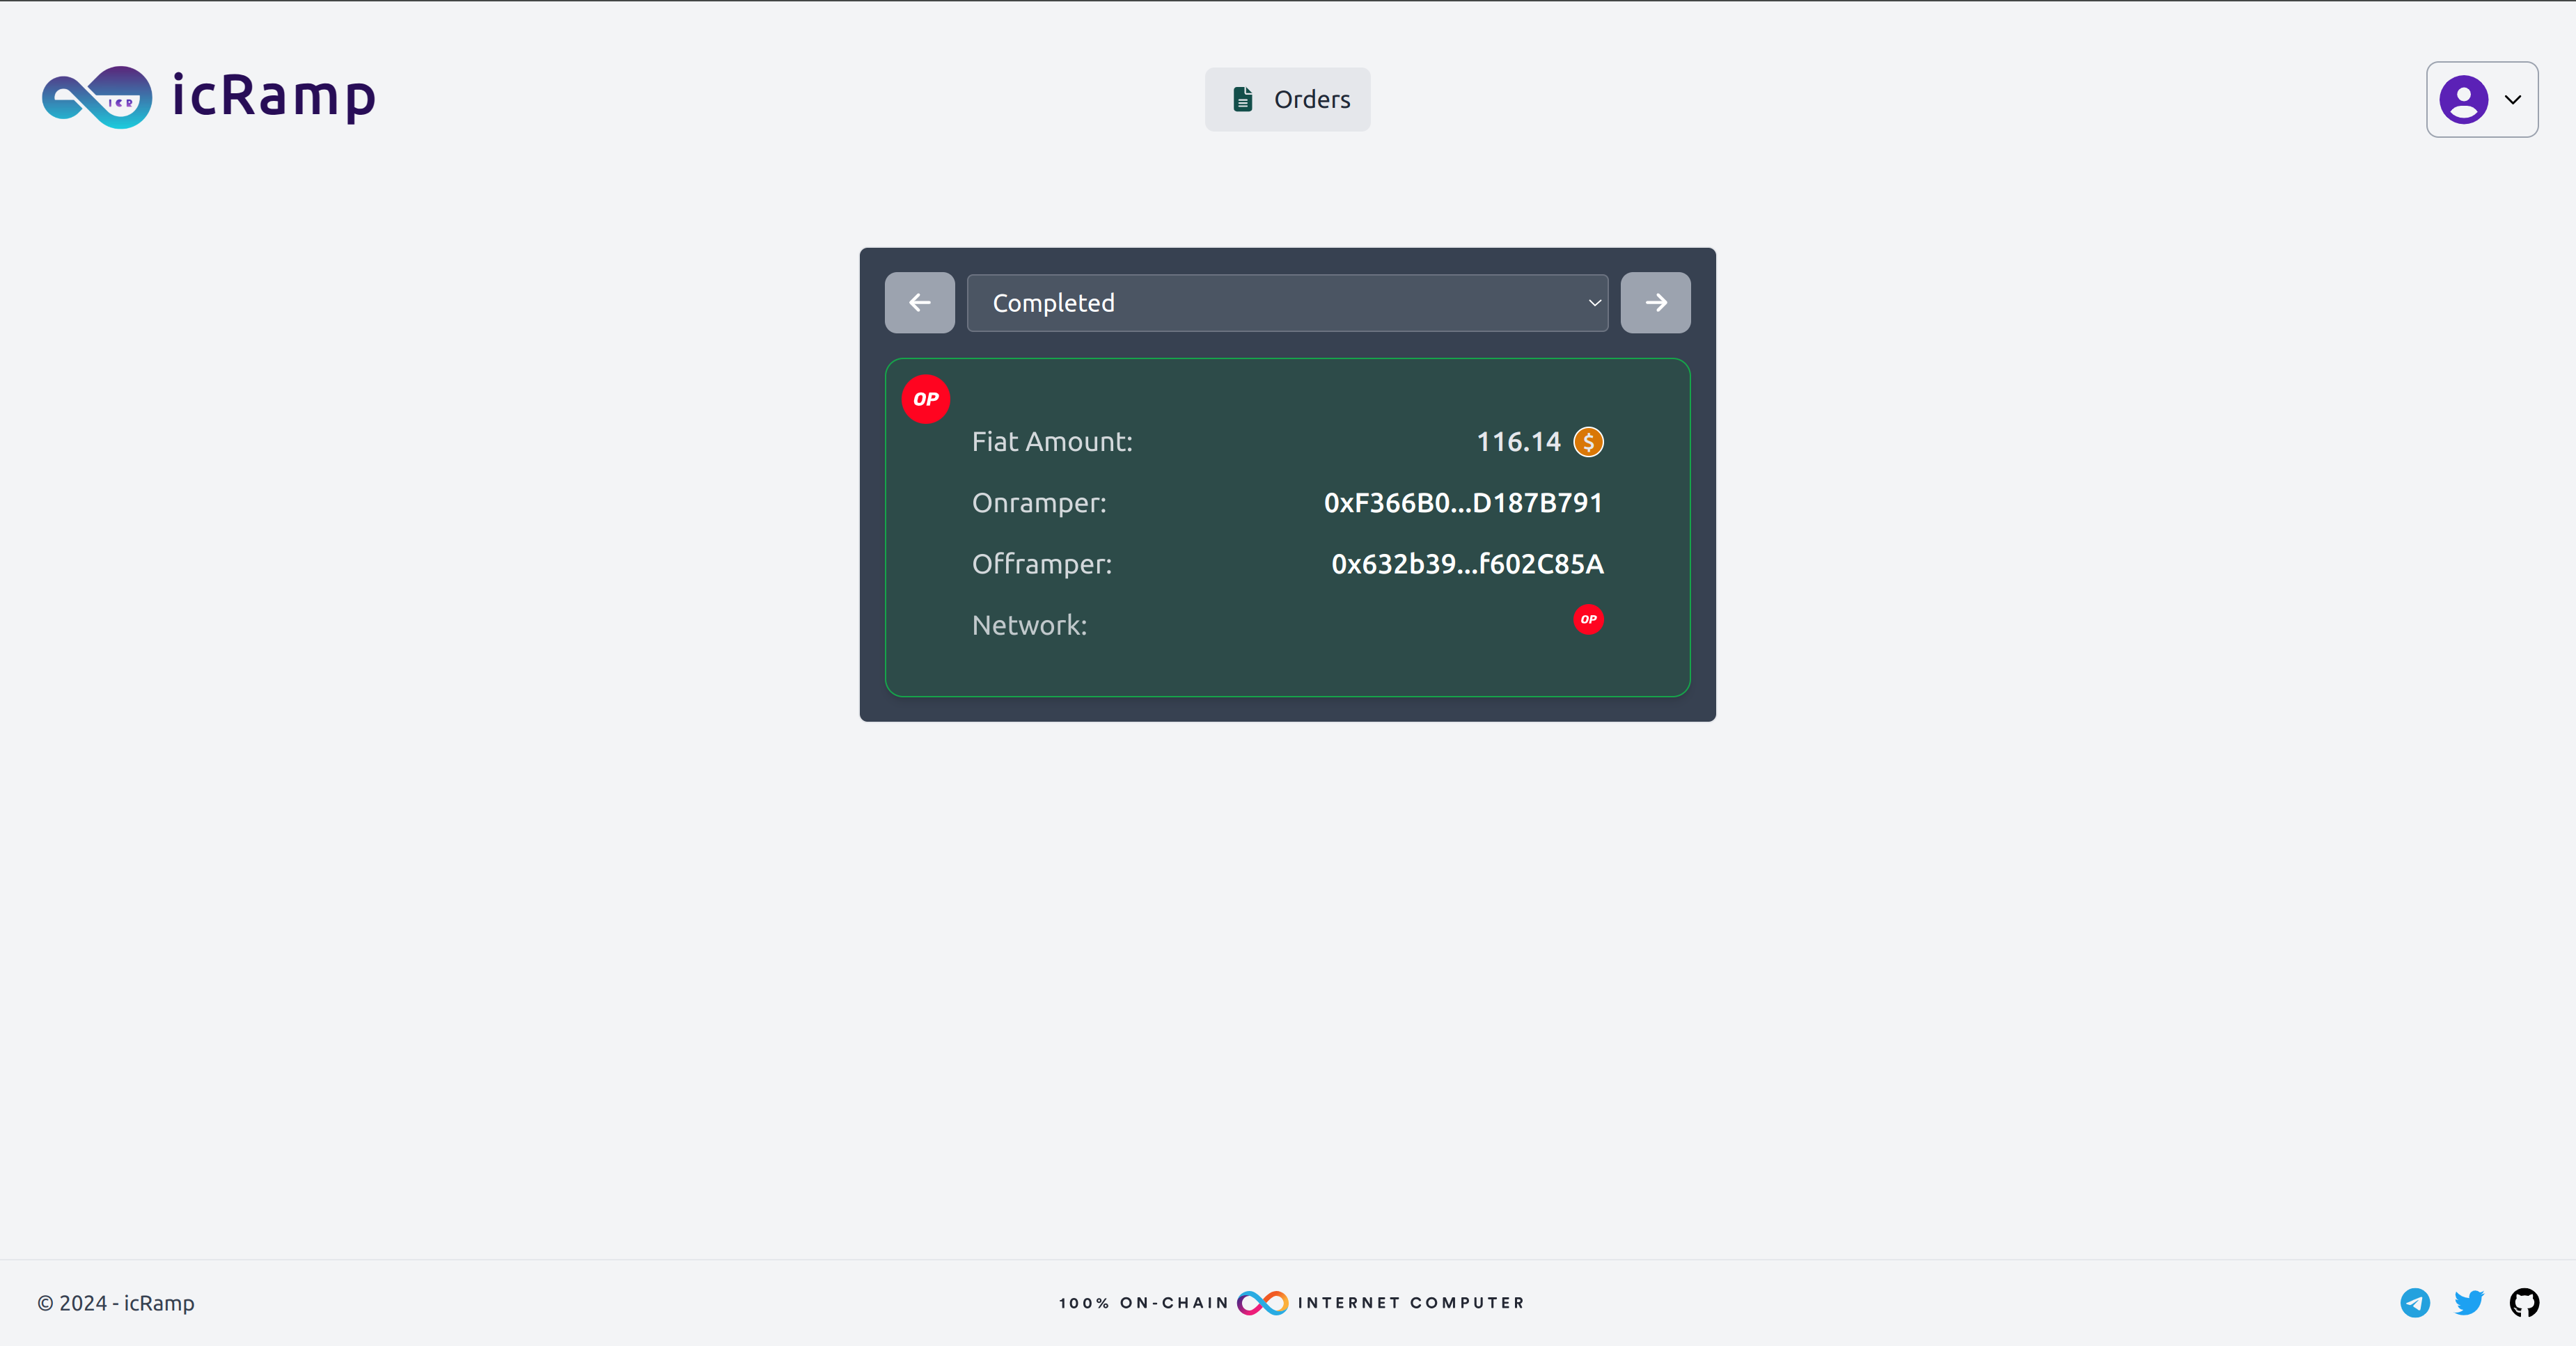 ICR
icRamp
Orders
Completed
OP
Fiat Amount: 116.14 $
Onramper: 0xF366B0...D187B791
Offramper: 0x632b39...f602C85A
Network: OP
© 2024 - icRamp
100% ON-CHAIN INTERNET COMPUTER